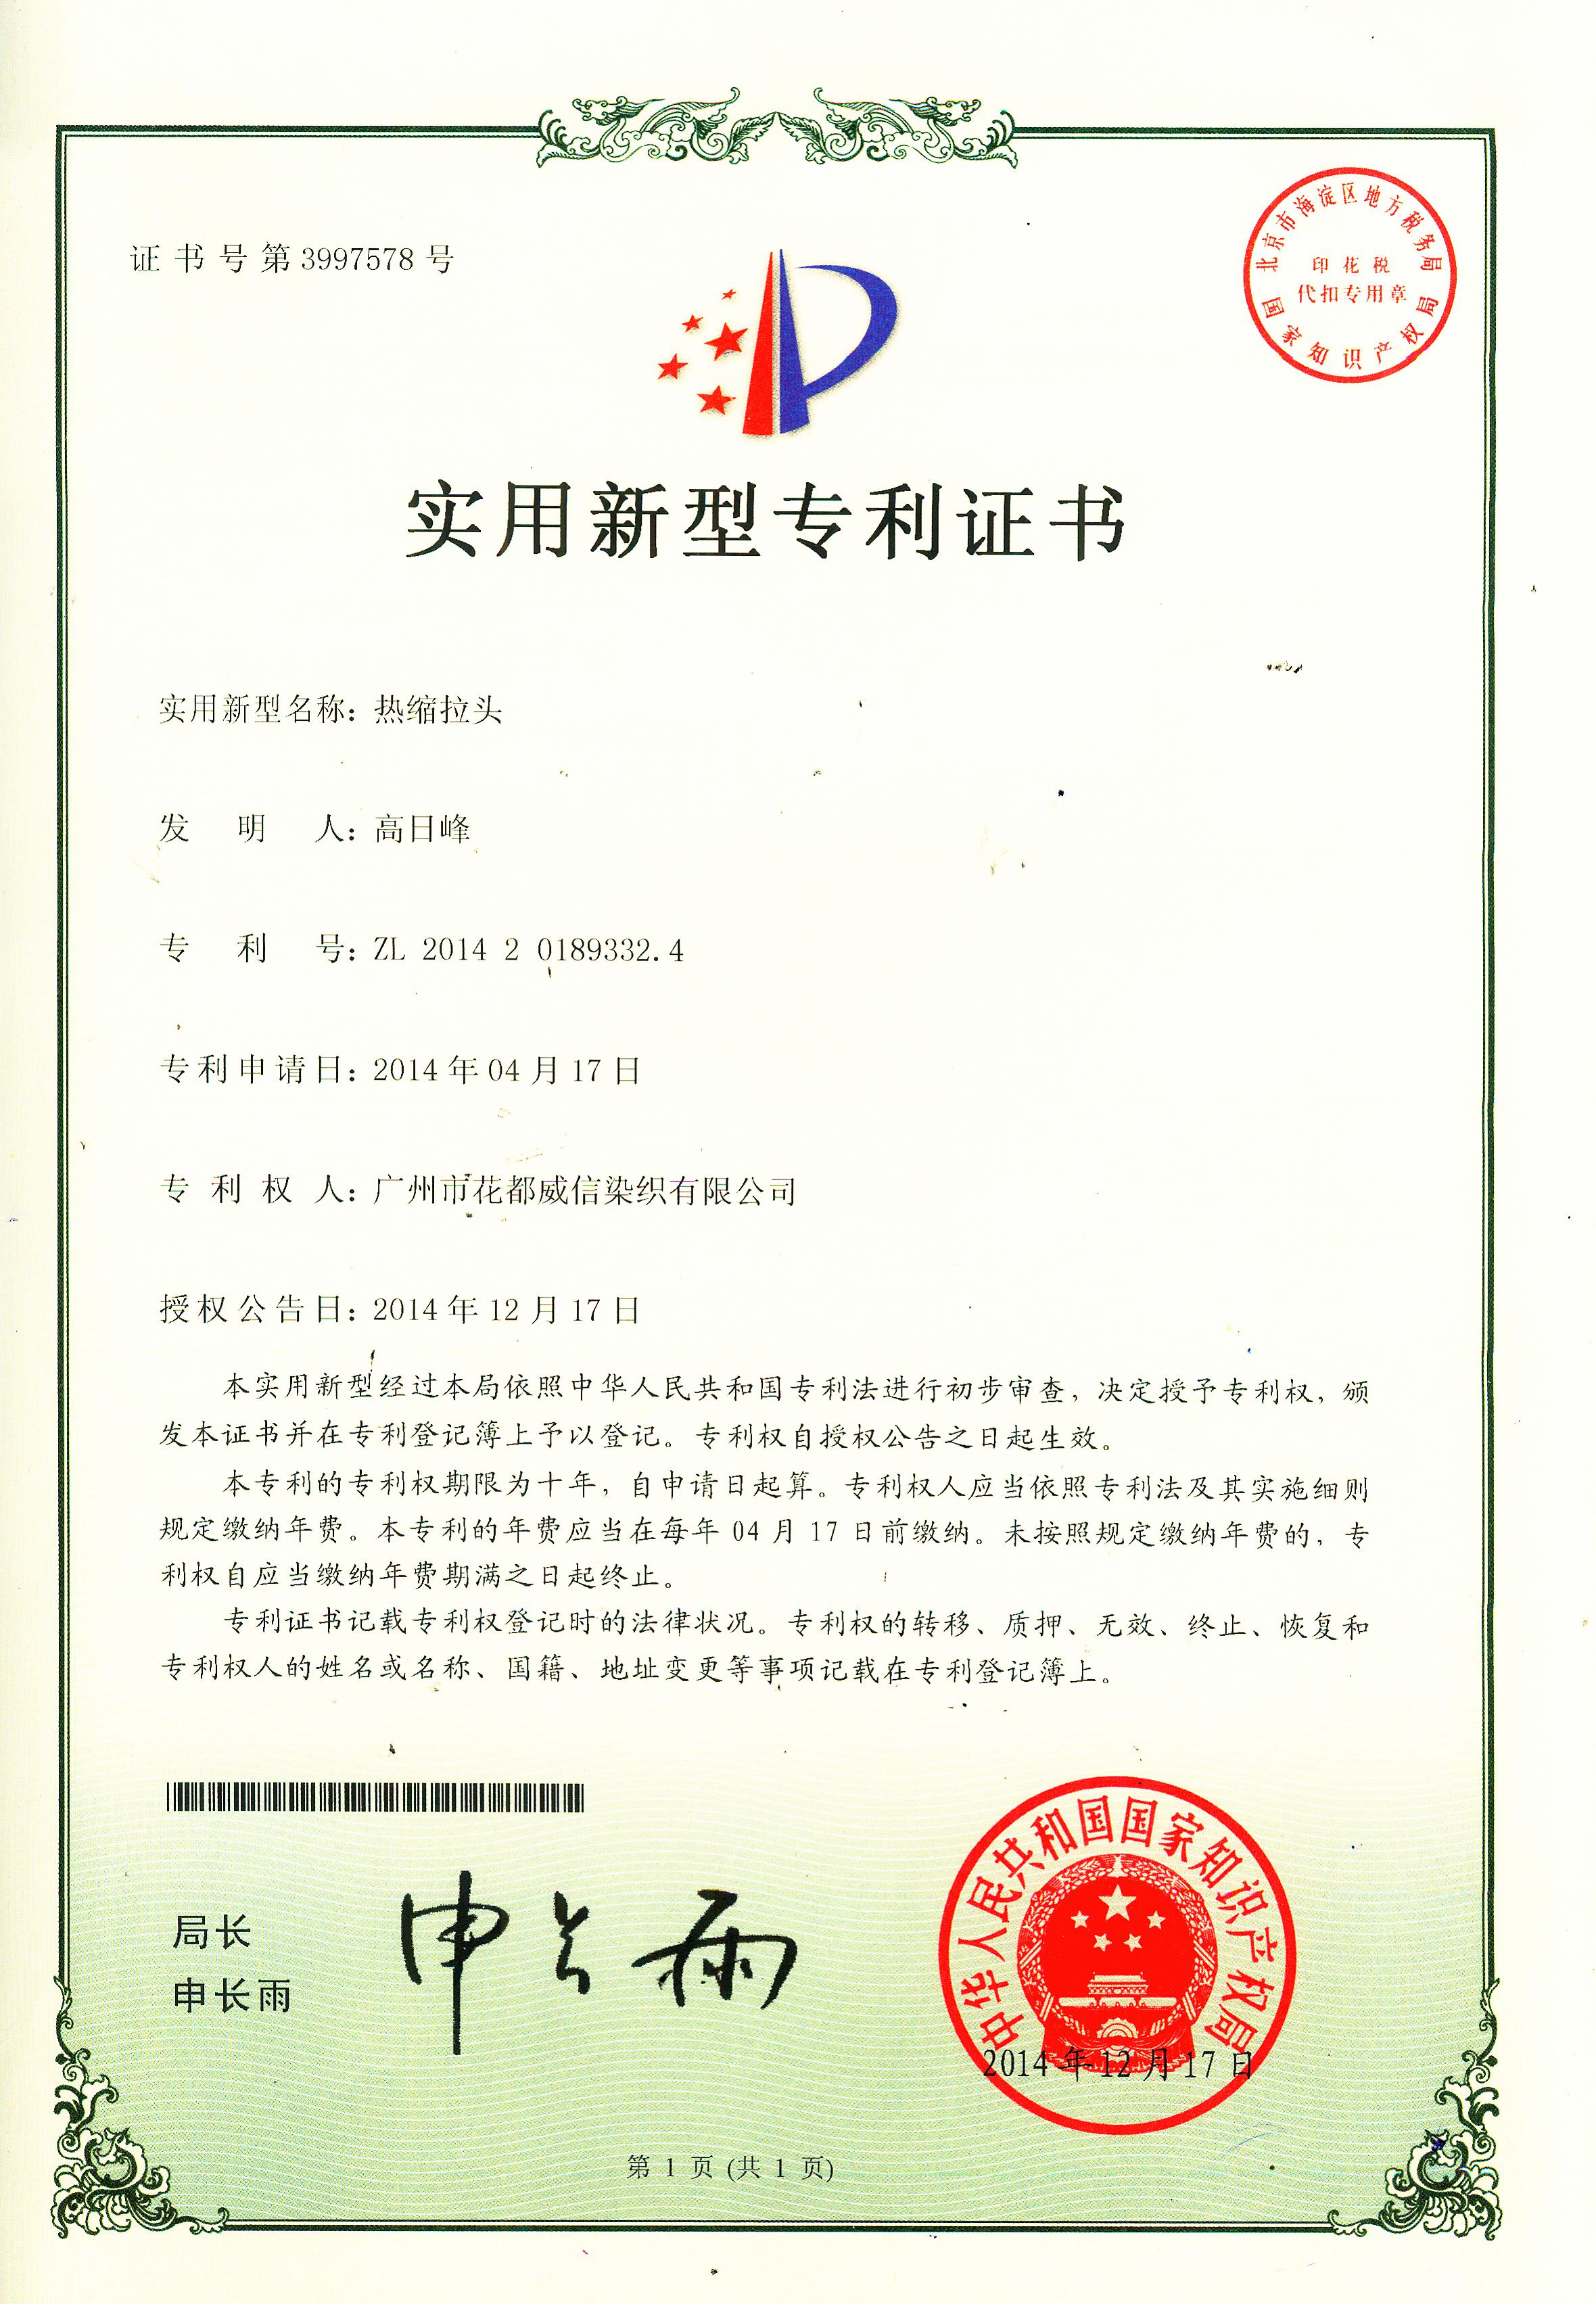 证书号第3997578号
北京市海淀区地方税务局
印花税
代扣专用章
国家知识产权局
实用新型专利证书
实用新型名称：热缩拉头
发明人：高日峰
专利号：ZL 2014 2 0189332.4
专利申请日：2014年04月17日
专利权人：广州市花都威信染织有限公司
授权公告日：2014年12月17日
本实用新型经过本局依照中华人民共和国专利法进行初步审查，决定授予专利权，颁
发本证书并在专利登记簿上予以登记。专利权自授权公告之日起生效。
本专利的专利权期限为十年，自申请日起算。专利权人应当依照专利法及其实施细则
规定缴纳年费。本专利的年费应当在每年04月17日前缴纳。未按照规定缴纳年费的，专
利权自应当缴纳年费期满之日起终止。
专利证书记载专利权登记时的法律状况。专利权的转移、质押、无效、终止、恢复和
专利权人的姓名或名称、国籍、地址变更等事项记载在专利登记簿上。
局长
申长雨
申长雨
中华人民共和国国家知识产权局
2014年12月17日
第 1 页 (共 1 页)